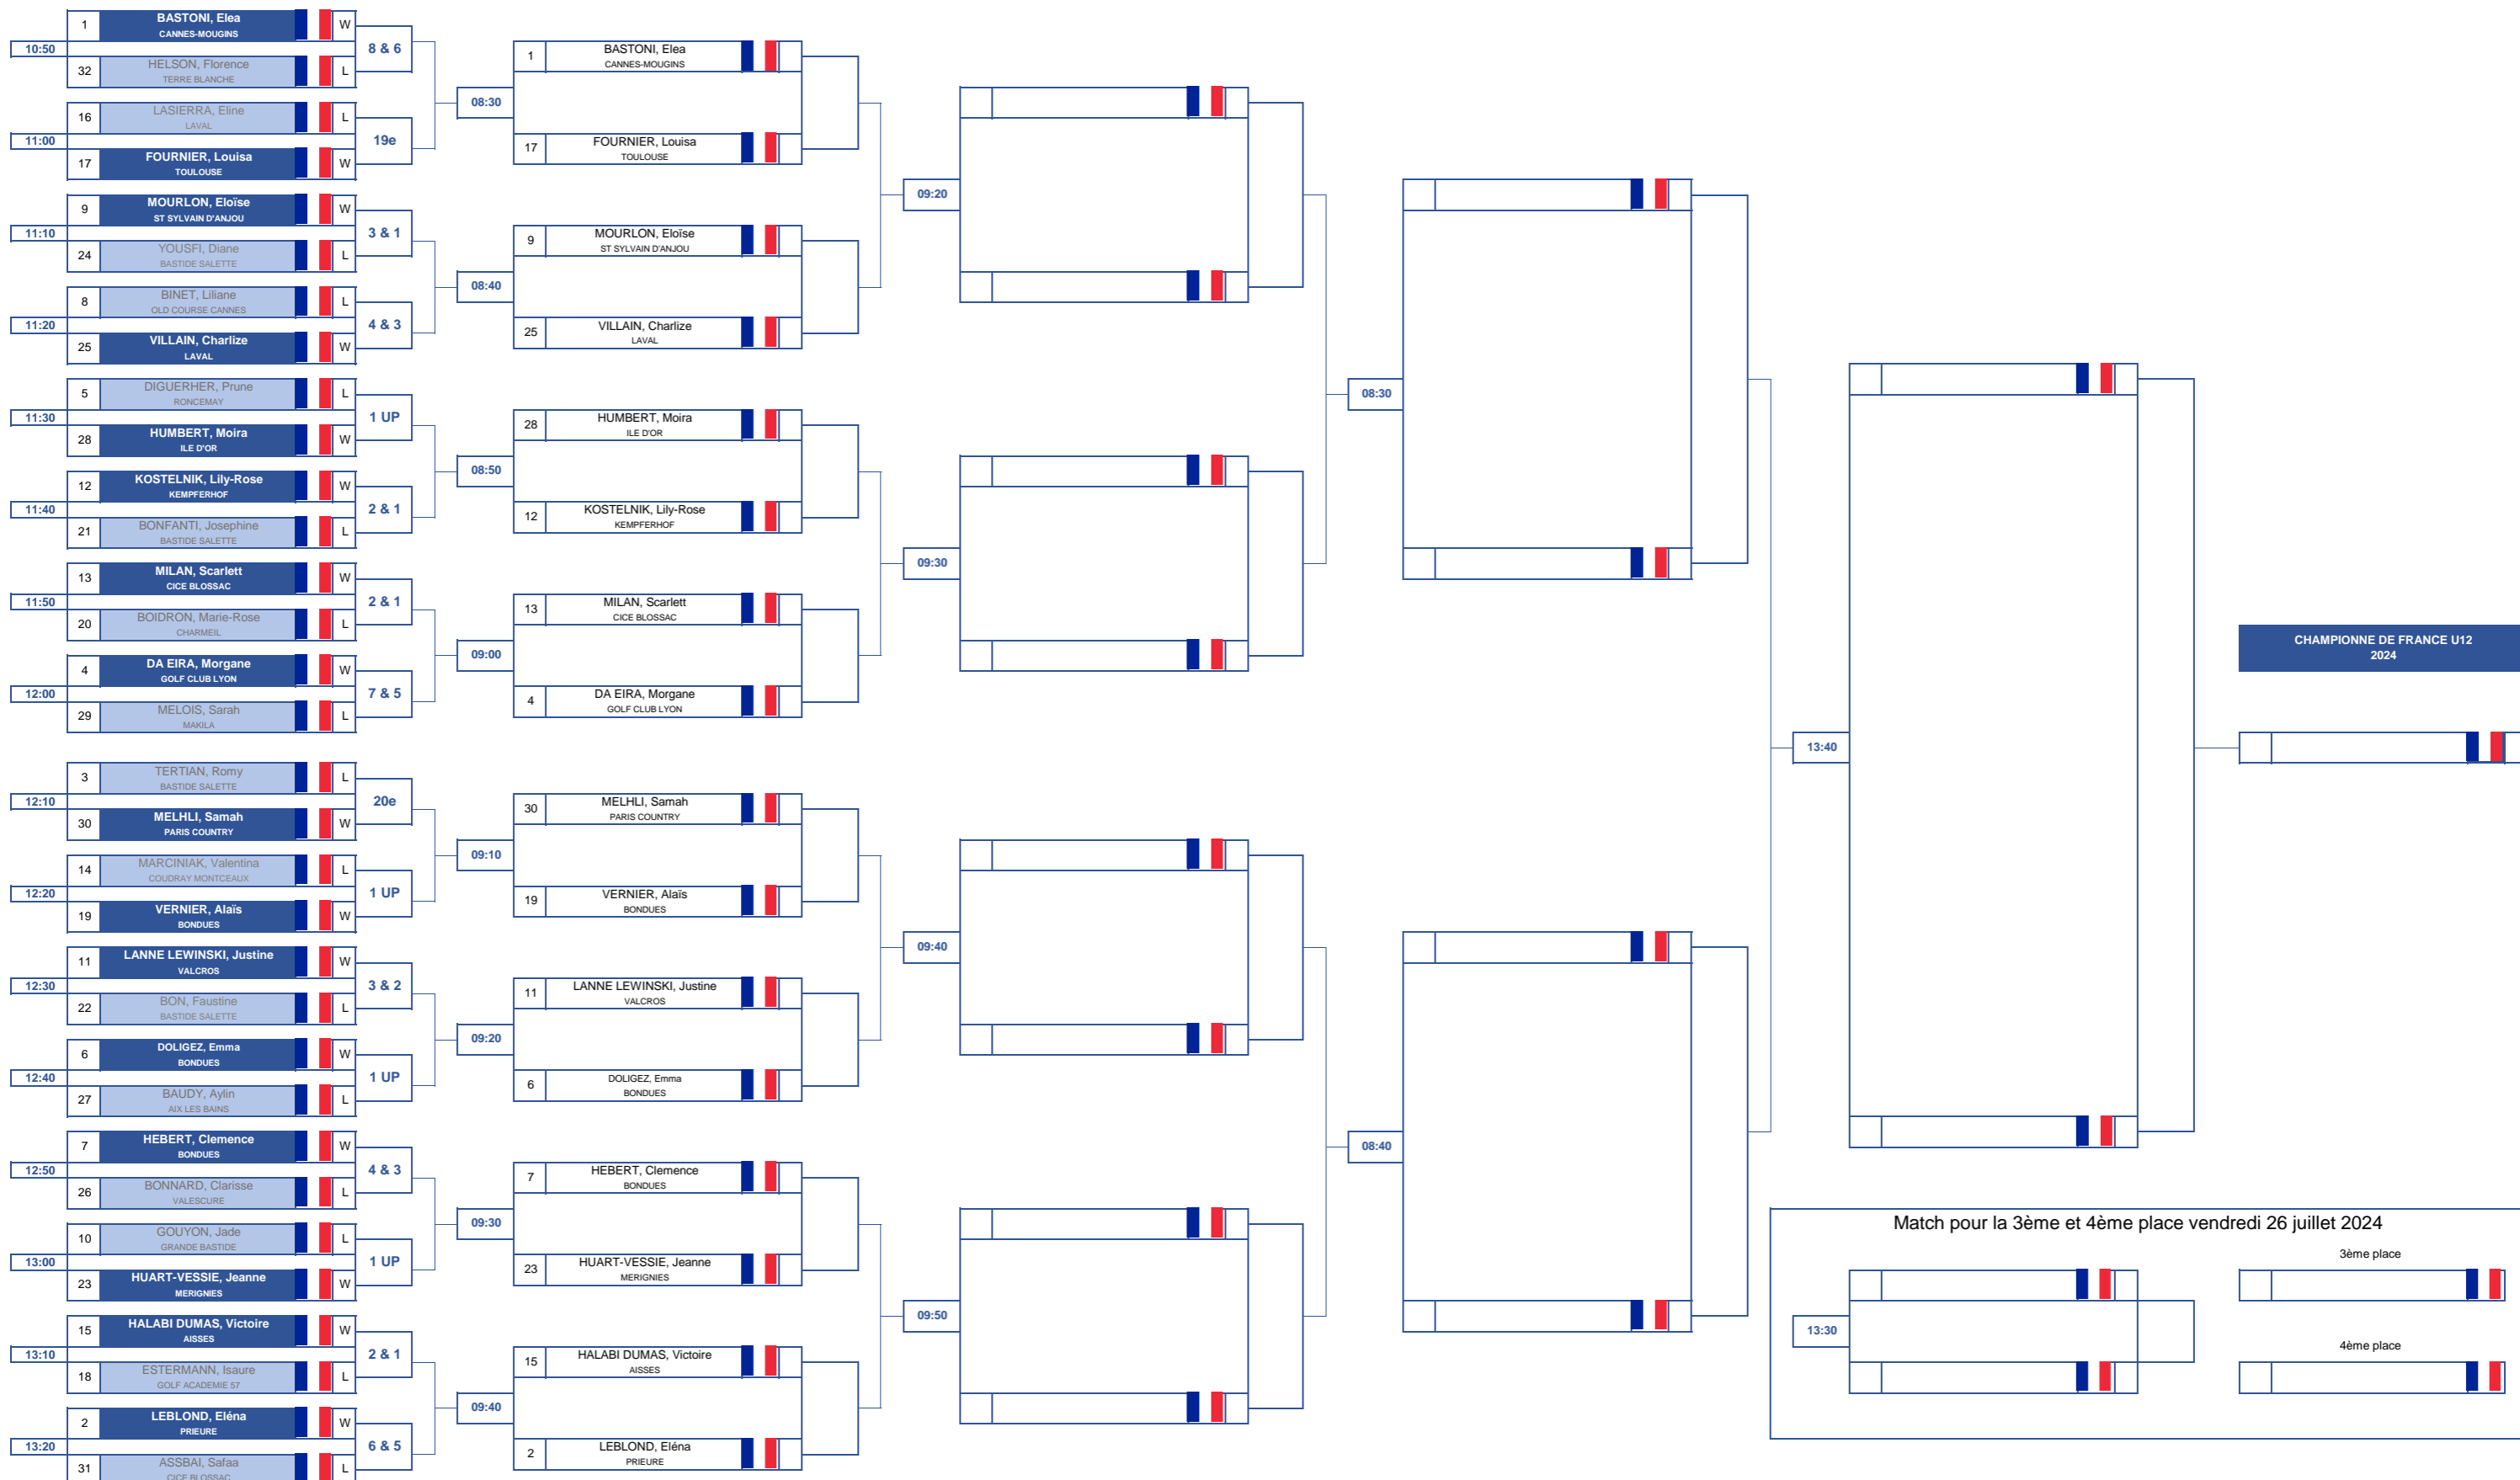 1
BASTONI, Elea
CANNES-MOUGINS
W
10:50
8 & 6
32
HELSON, Florence
TERRE BLANCHE
L
16
LASIERRA, Eline
LAVAL
L
11:00
19e
17
FOURNIER, Louisa
TOULOUSE
W
9
MOURLON, Eloïse
ST SYLVAIN D'ANJOU
W
11:10
3 & 1
24
YOUSFI, Diane
BASTIDE SALETTE
L
8
BINET, Liliane
OLD COURSE CANNES
L
11:20
4 & 3
25
VILLAIN, Charlize
LAVAL
W
5
DIGUERHER, Prune
RONCEMAY
L
11:30
1 UP
28
HUMBERT, Moira
ILE D'OR
W
12
KOSTELNIK, Lily-Rose
KEMPFERHOF
W
11:40
2 & 1
21
BONFANTI, Josephine
BASTIDE SALETTE
L
13
MILAN, Scarlett
CICE BLOSSAC
W
11:50
2 & 1
20
BOIDRON, Marie-Rose
CHARMEIL
L
4
DA EIRA, Morgane
GOLF CLUB LYON
W
12:00
7 & 5
29
MELOIS, Sarah
MAKILA
L
3
TERTIAN, Romy
BASTIDE SALETTE
L
12:10
20e
30
MELHLI, Samah
PARIS COUNTRY
W
14
MARCINIAK, Valentina
COUDRAY MONTCEAUX
L
12:20
1 UP
19
VERNIER, Alaïs
BONDUES
W
11
LANNE LEWINSKI, Justine
VALCROS
W
12:30
3 & 2
22
BON, Faustine
BASTIDE SALETTE
L
6
DOLIGEZ, Emma
BONDUES
W
12:40
1 UP
27
BAUDY, Aylin
AIX LES BAINS
L
7
HEBERT, Clemence
BONDUES
W
12:50
4 & 3
26
BONNARD, Clarisse
VALESCURE
L
10
GOUYON, Jade
GRANDE BASTIDE
L
13:00
1 UP
23
HUART-VESSIE, Jeanne
MERIGNIES
W
15
HALABI DUMAS, Victoire
AISSES
W
13:10
2 & 1
18
ESTERMANN, Isaure
GOLF ACADEMIE 57
L
2
LEBLOND, Eléna
PRIEURE
W
13:20
6 & 5
31
ASSBAI, Safaa
CICE BLOSSAC
L
1
BASTONI, Elea
CANNES-MOUGINS
08:30
17
FOURNIER, Louisa
TOULOUSE
9
MOURLON, Eloïse
ST SYLVAIN D'ANJOU
08:40
25
VILLAIN, Charlize
LAVAL
28
HUMBERT, Moira
ILE D'OR
08:50
12
KOSTELNIK, Lily-Rose
KEMPFERHOF
13
MILAN, Scarlett
CICE BLOSSAC
09:00
4
DA EIRA, Morgane
GOLF CLUB LYON
30
MELHLI, Samah
PARIS COUNTRY
09:10
19
VERNIER, Alaïs
BONDUES
11
LANNE LEWINSKI, Justine
VALCROS
09:20
6
DOLIGEZ, Emma
BONDUES
7
HEBERT, Clemence
BONDUES
09:30
23
HUART-VESSIE, Jeanne
MERIGNIES
15
HALABI DUMAS, Victoire
AISSES
09:40
2
LEBLOND, Eléna
PRIEURE
09:20
09:30
09:40
09:50
08:30
08:40
13:40
CHAMPIONNE DE FRANCE U12
2024
Match pour la 3ème et 4ème place vendredi 26 juillet 2024
3ème place
13:30
4ème place